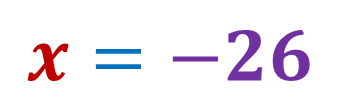 x = −26